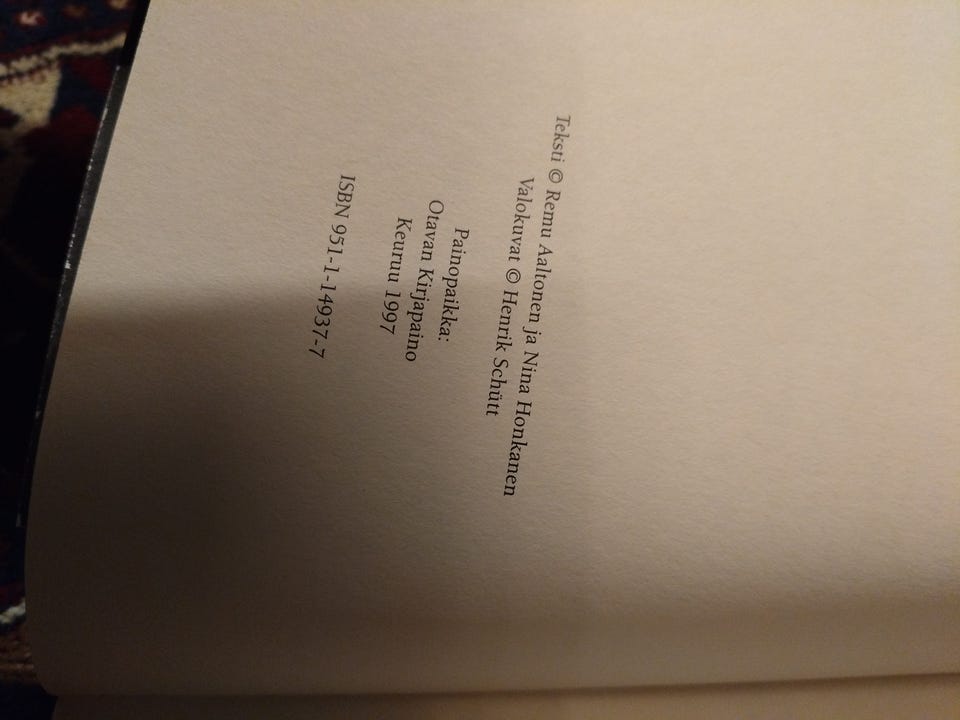 Teksti © Remu Aaltonen ja Nina Honkanen
Valokuvat © Henrik Schütt
Painopaikka:
Otavan Kirjapaino
Keuruu 1997
ISBN 951-1-14937-7